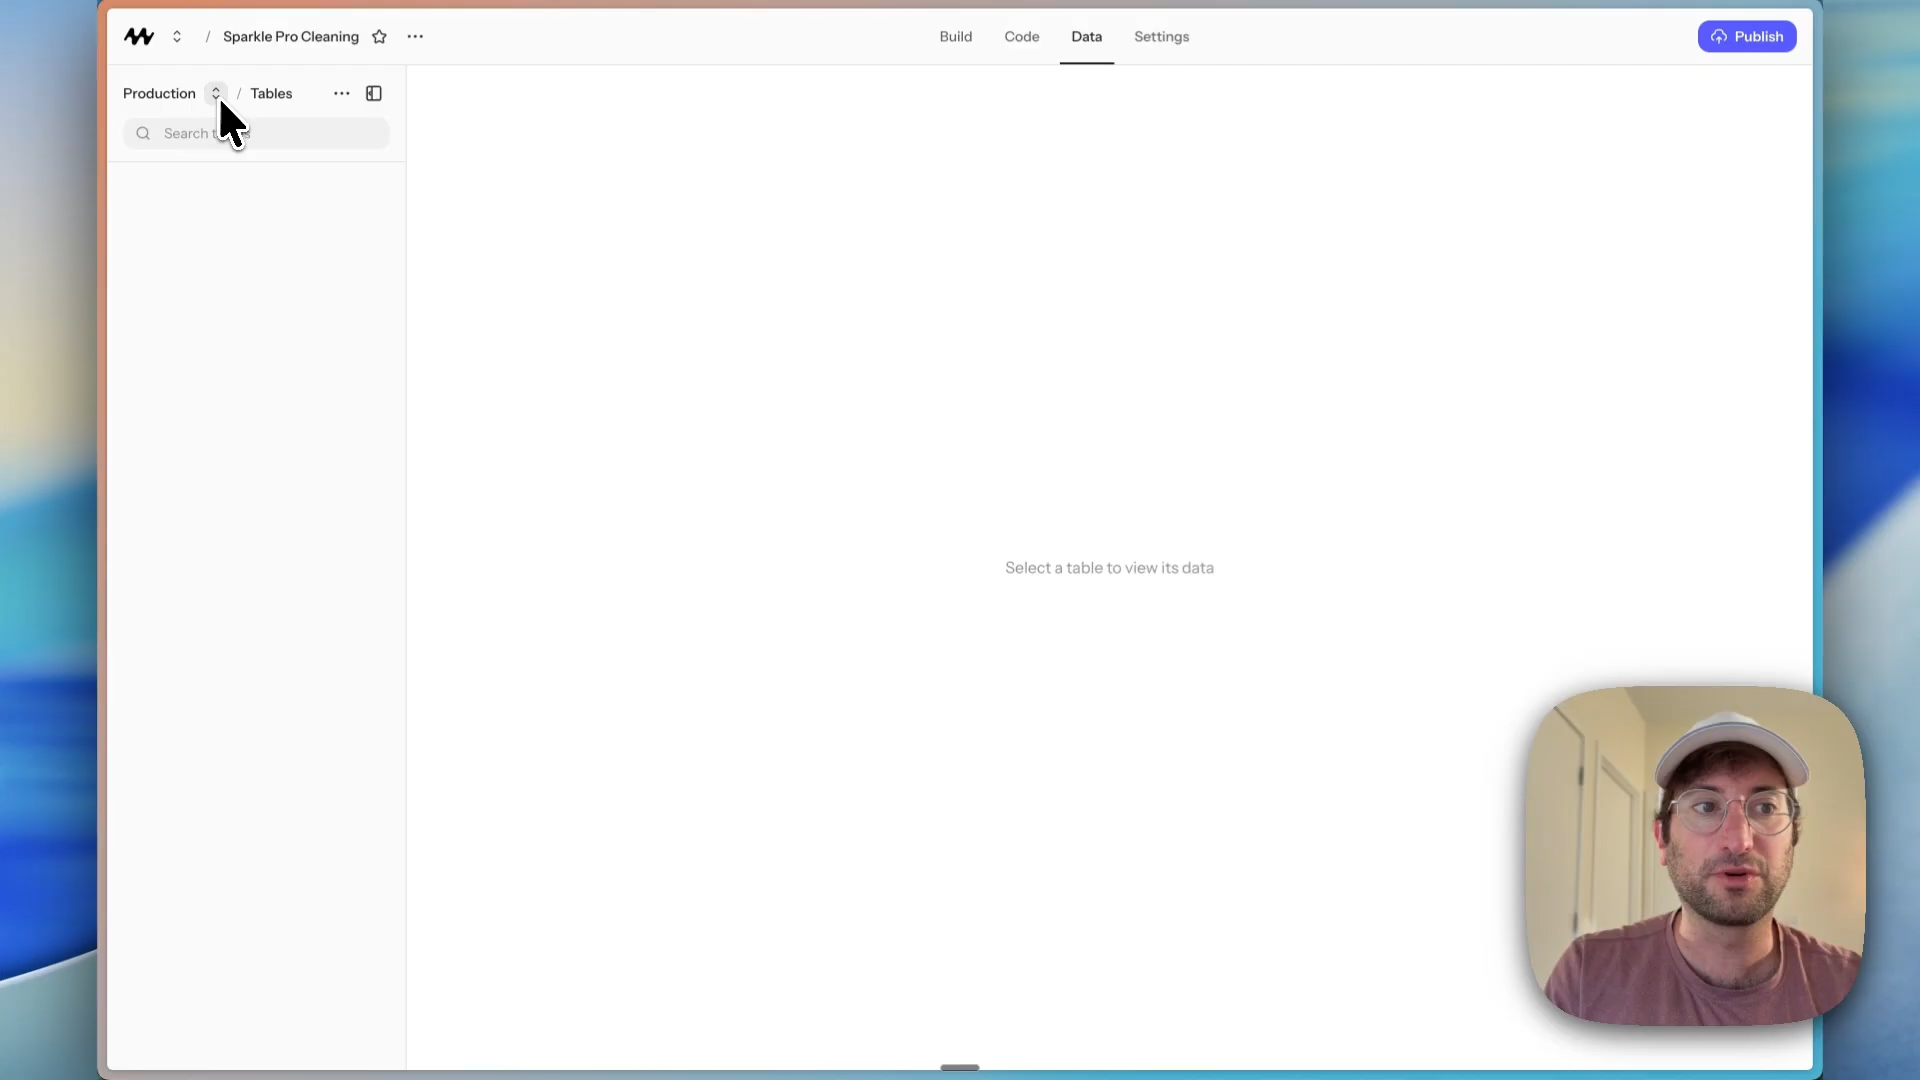 / Sparkle Pro Cleaning
Build
Code
Data
Settings
Publish
Production / Tables
Search
Select a table to view its data